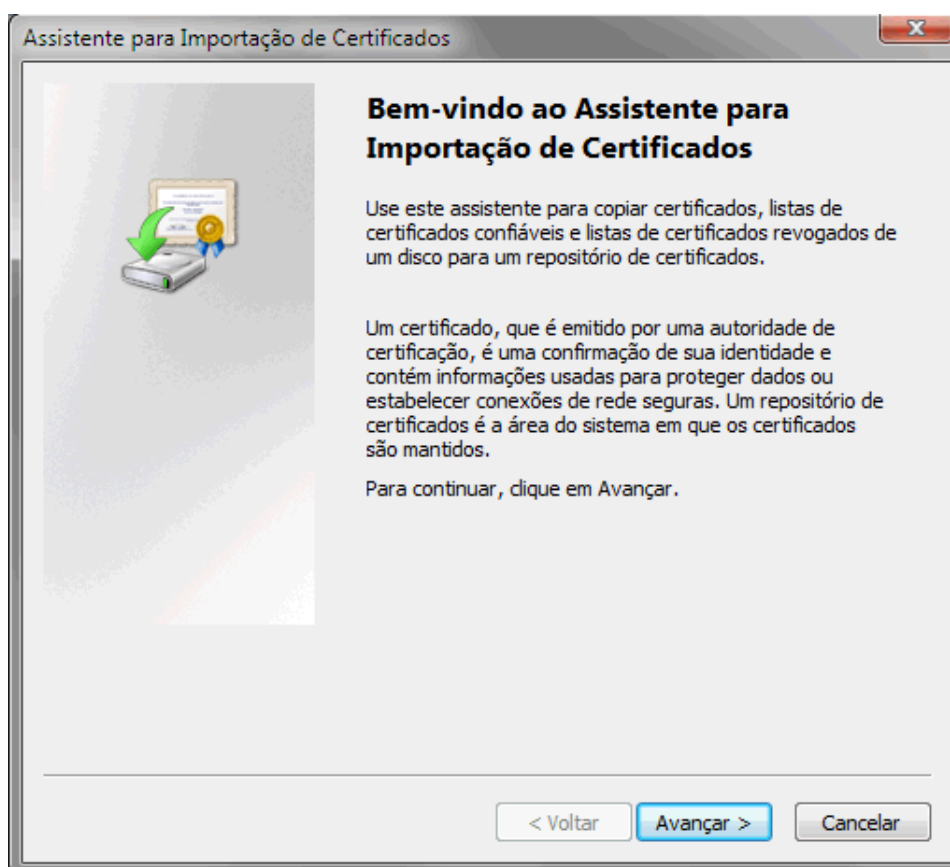 Assistente para Importação de Certificados
Bem-vindo ao Assistente para
Importação de Certificados
Use este assistente para copiar certificados, listas de
certificados confiáveis e listas de certificados revogados de
um disco para um repositório de certificados.
Um certificado, que é emitido por uma autoridade de
certificação, é uma confirmação de sua identidade e
contém informações usadas para proteger dados ou
estabelecer conexões de rede seguras. Um repositório de
certificados é a área do sistema em que os certificados
são mantidos.
Para continuar, clique em Avançar.
< Voltar Avançar > Cancelar